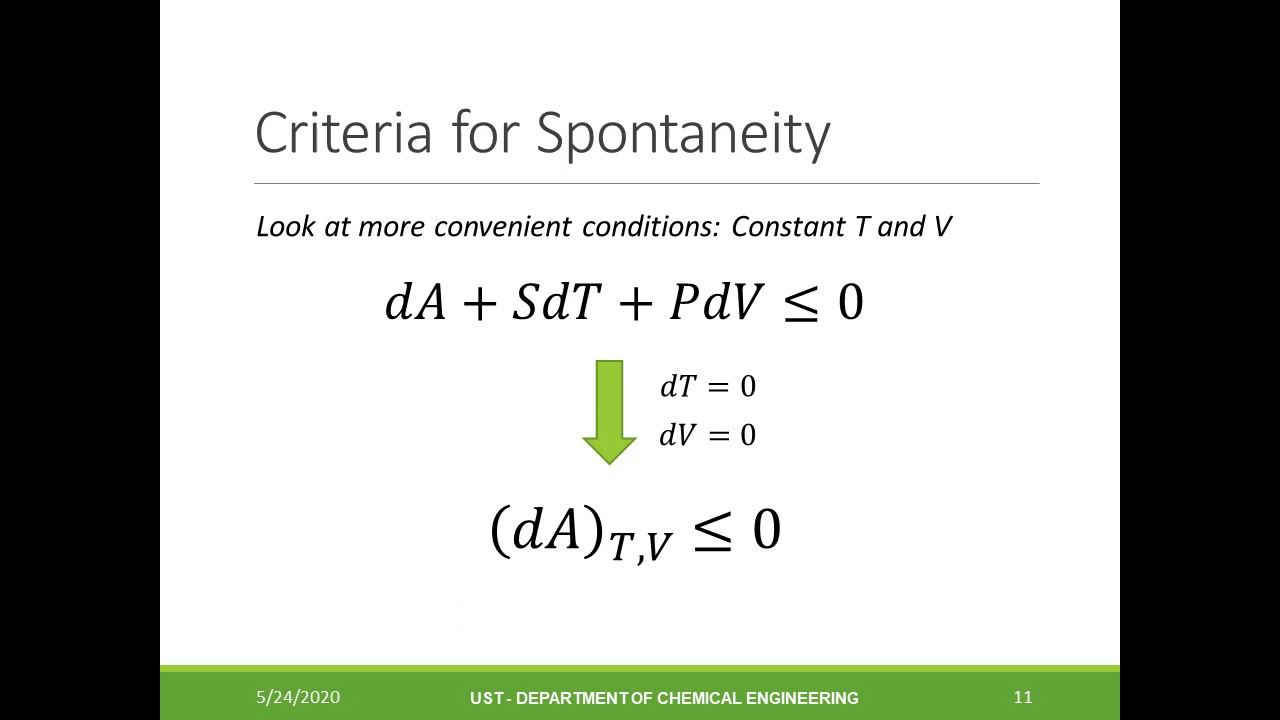 Criteria for Spontaneity
Look at more convenient conditions: Constant T and V
dA + SdT + PdV ≤ 0
dT = 0
dV = 0
(dA)T,V ≤ 0
5/24/2020 UST - DEPARTMENT OF CHEMICAL ENGINEERING 11